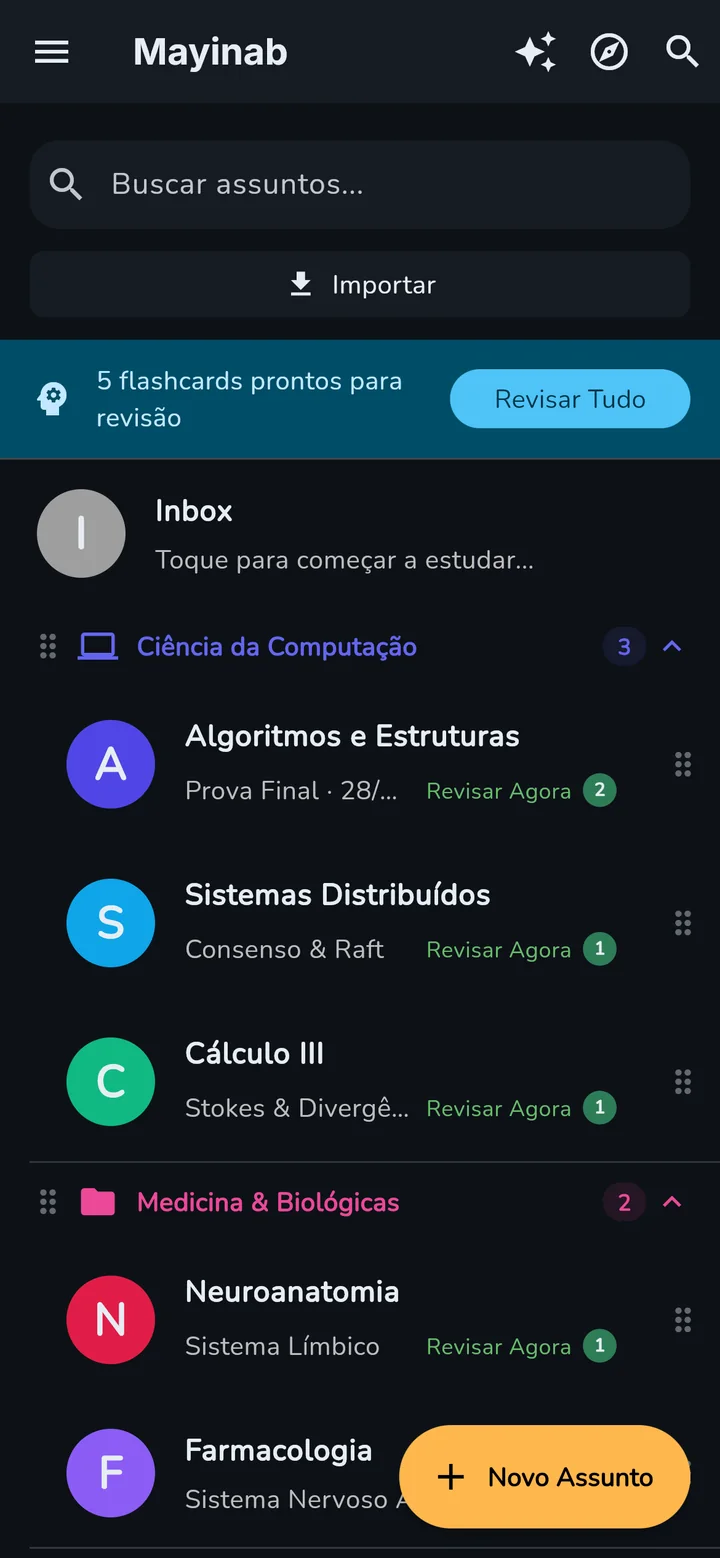 Mayinab
Buscar assuntos...
Importar
5 flashcards prontos para
revisão
Revisar Tudo
I
Inbox
Toque para começar a estudar...
Ciência da Computação
3
A
Algoritmos e Estruturas
Prova Final · 28/...
Revisar Agora
2
S
Sistemas Distribuídos
Consenso & Raft
Revisar Agora
1
C
Cálculo III
Stokes & Divergê...
Revisar Agora
1
Medicina & Biológicas
2
N
Neuroanatomia
Sistema Límbico
Revisar Agora
1
F
Farmacologia
Sistema Nervoso
Novo Assunto